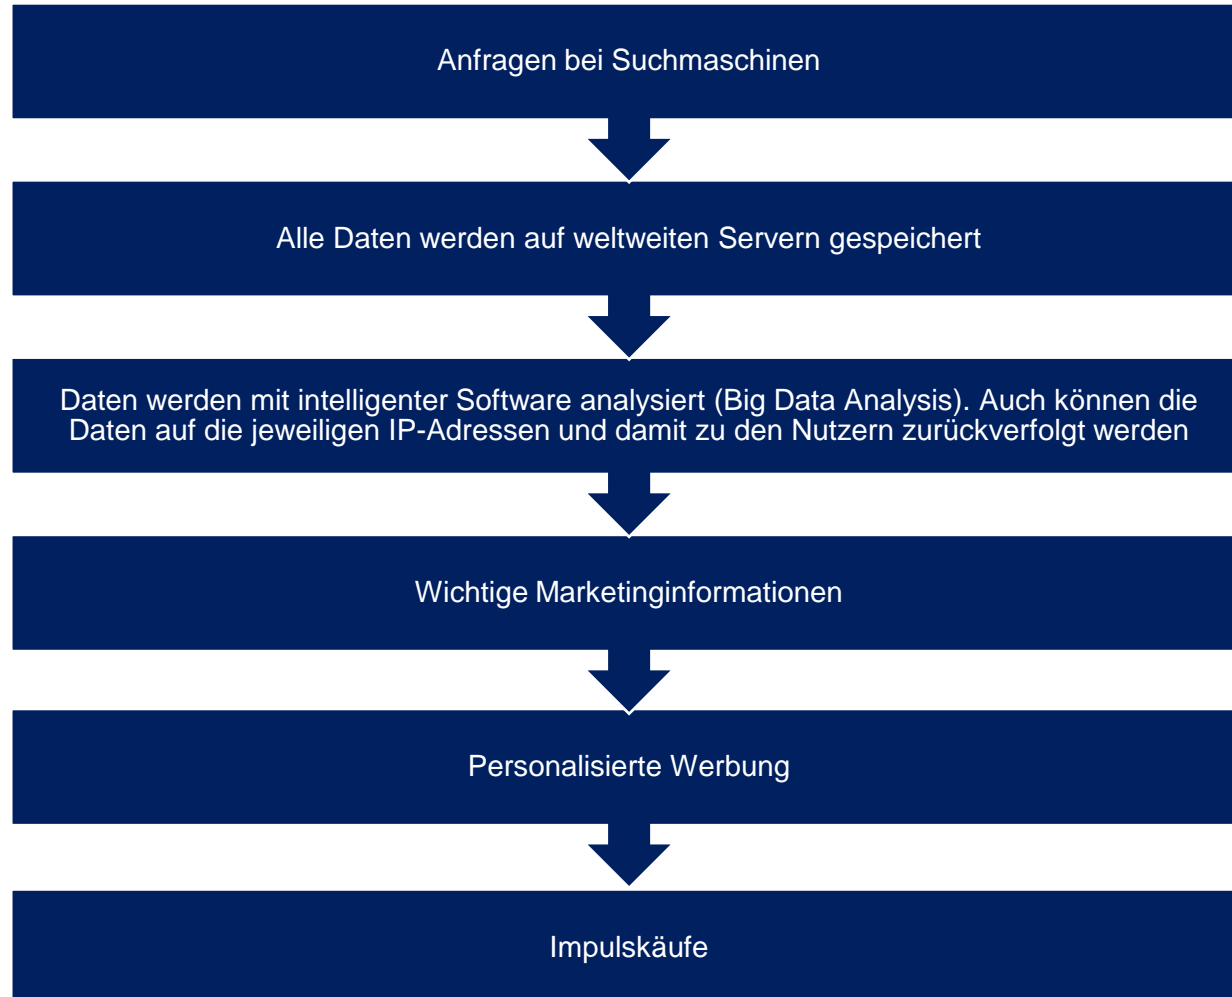 Anfragen bei Suchmaschinen
Alle Daten werden auf weltweiten Servern gespeichert
Daten werden mit intelligenter Software analysiert (Big Data Analysis). Auch können die
Daten auf die jeweiligen IP-Adressen und damit zu den Nutzern zurückverfolgt werden
Wichtige Marketinginformationen
Personalisierte Werbung
Impulskäufe